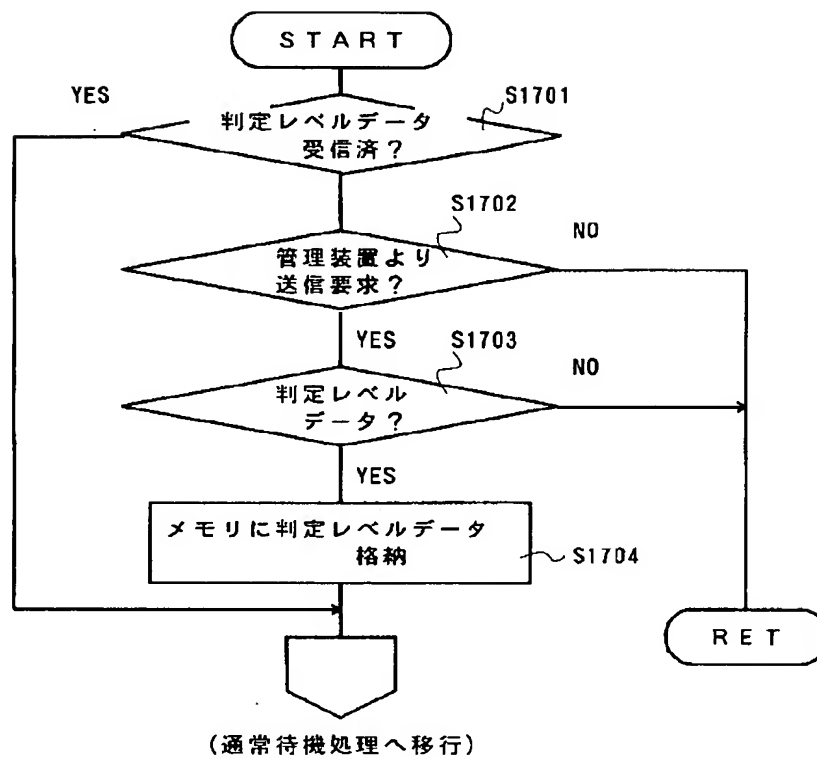 START
YES
S1701
判定レベルデータ
受信済？
S1702
NO
管理装置より
送信要求？
YES
S1703
NO
判定レベル
データ？
YES
メモリに判定レベルデータ
格納
S1704
RET
(通常待機処理へ移行)